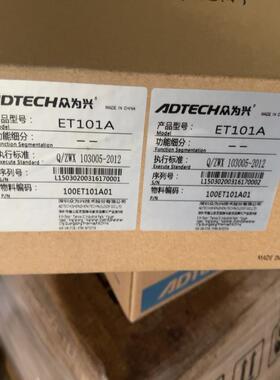 ADTECH众为兴
MADE IN CHINA
产品型号:
Model
ET101A
功能细分:
Function Segmentation
——
执行标准:
Execute Standard
Q/ZWX 103005-2012
序列号:
S/N
L15030200316170001
物料编码:
P/N
100ET101A01
ADTECH众为兴
MADE IN CHINA
产品型号:
Model
ET101A
功能细分:
Function Segmentation
——
执行标准:
Execute Standard
Q/ZWX 103005-2012
序列号:
S/N
L15030200316170002
物料编码:
P/N
100ET101A01
ADT